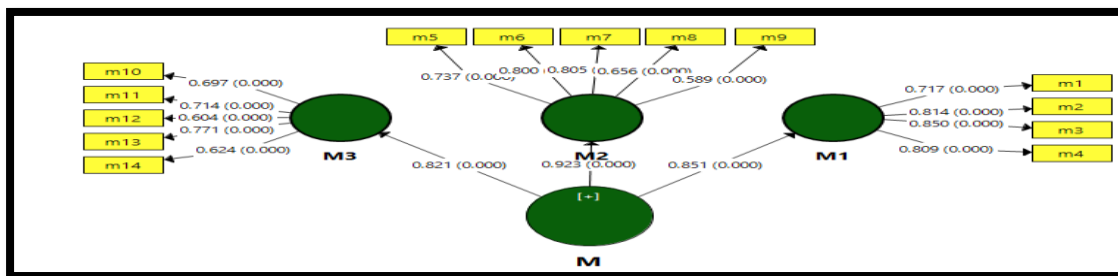 m5 m6 m7 m8 m9
0.737 (0.000) 0.800 0.805 0.656 (0.000) 0.589 (0.000)
m10
m11
m12
m13
m14
0.697 (0.000)
0.714 (0.000)
0.604 (0.000)
0.771 (0.000)
0.624 (0.000)
M3
M2
M1
0.717 (0.000)
0.814 (0.000)
0.850 (0.000)
0.809 (0.000)
m1
m2
m3
m4
0.821 (0.000) 0.923 (0.000) 0.851 (0.000)
[+]
M